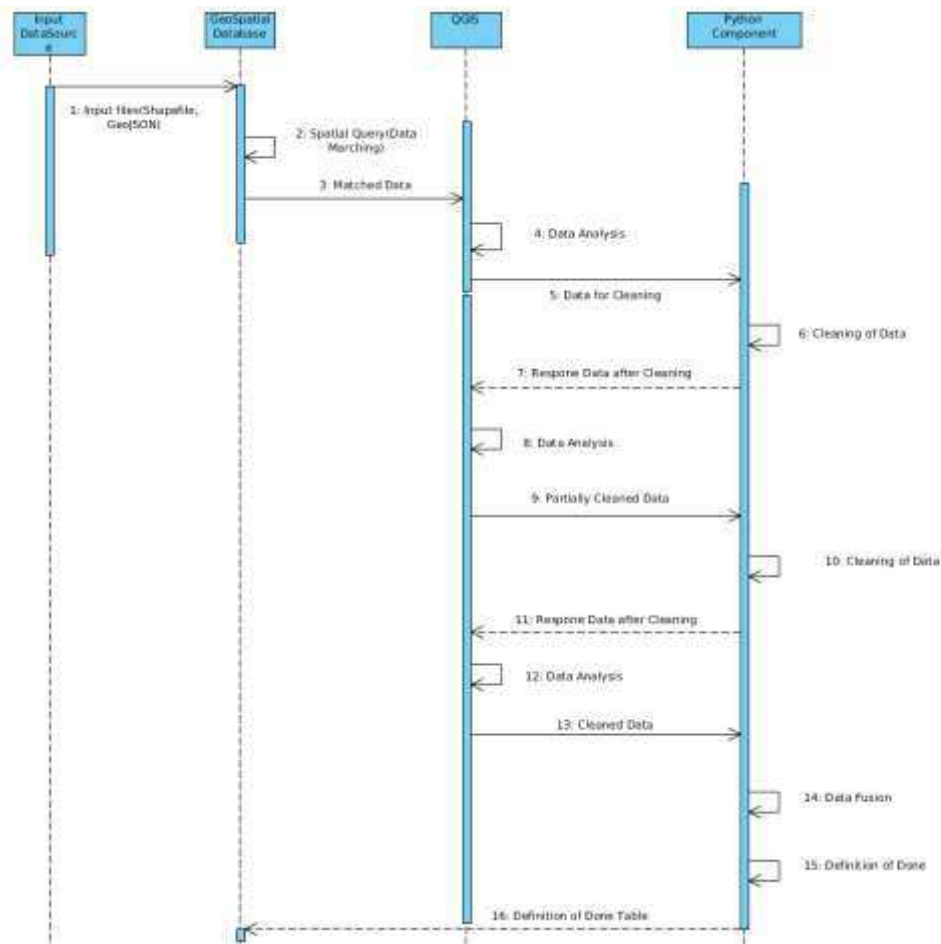 Input
DataSourc
e
GeoSpatial
Database
QGIS
Python
Component
1: Input files(Shapefile,
GeoJSON)
2: Spatial Query(Data
Marching)
3: Matched Data
4: Data Analysis
5: Data for Cleaning
6: Cleaning of Data
7: Respone Data after Cleaning
8: Data Analysis
9: Partially Cleaned Data
10: Cleaning of Data
11: Respone Data after Cleaning
12: Data Analysis
13: Cleaned Data
14: Data Fusion
15: Definition of Done
16: Definition of Done Table